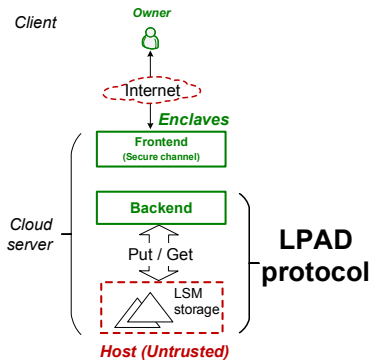 Owner
Client
Internet
Enclaves
Frontend
(Secure channel)
Backend
Cloud
server
Put / Get
LPAD
protocol
LSM
storage
Host (Untrusted)